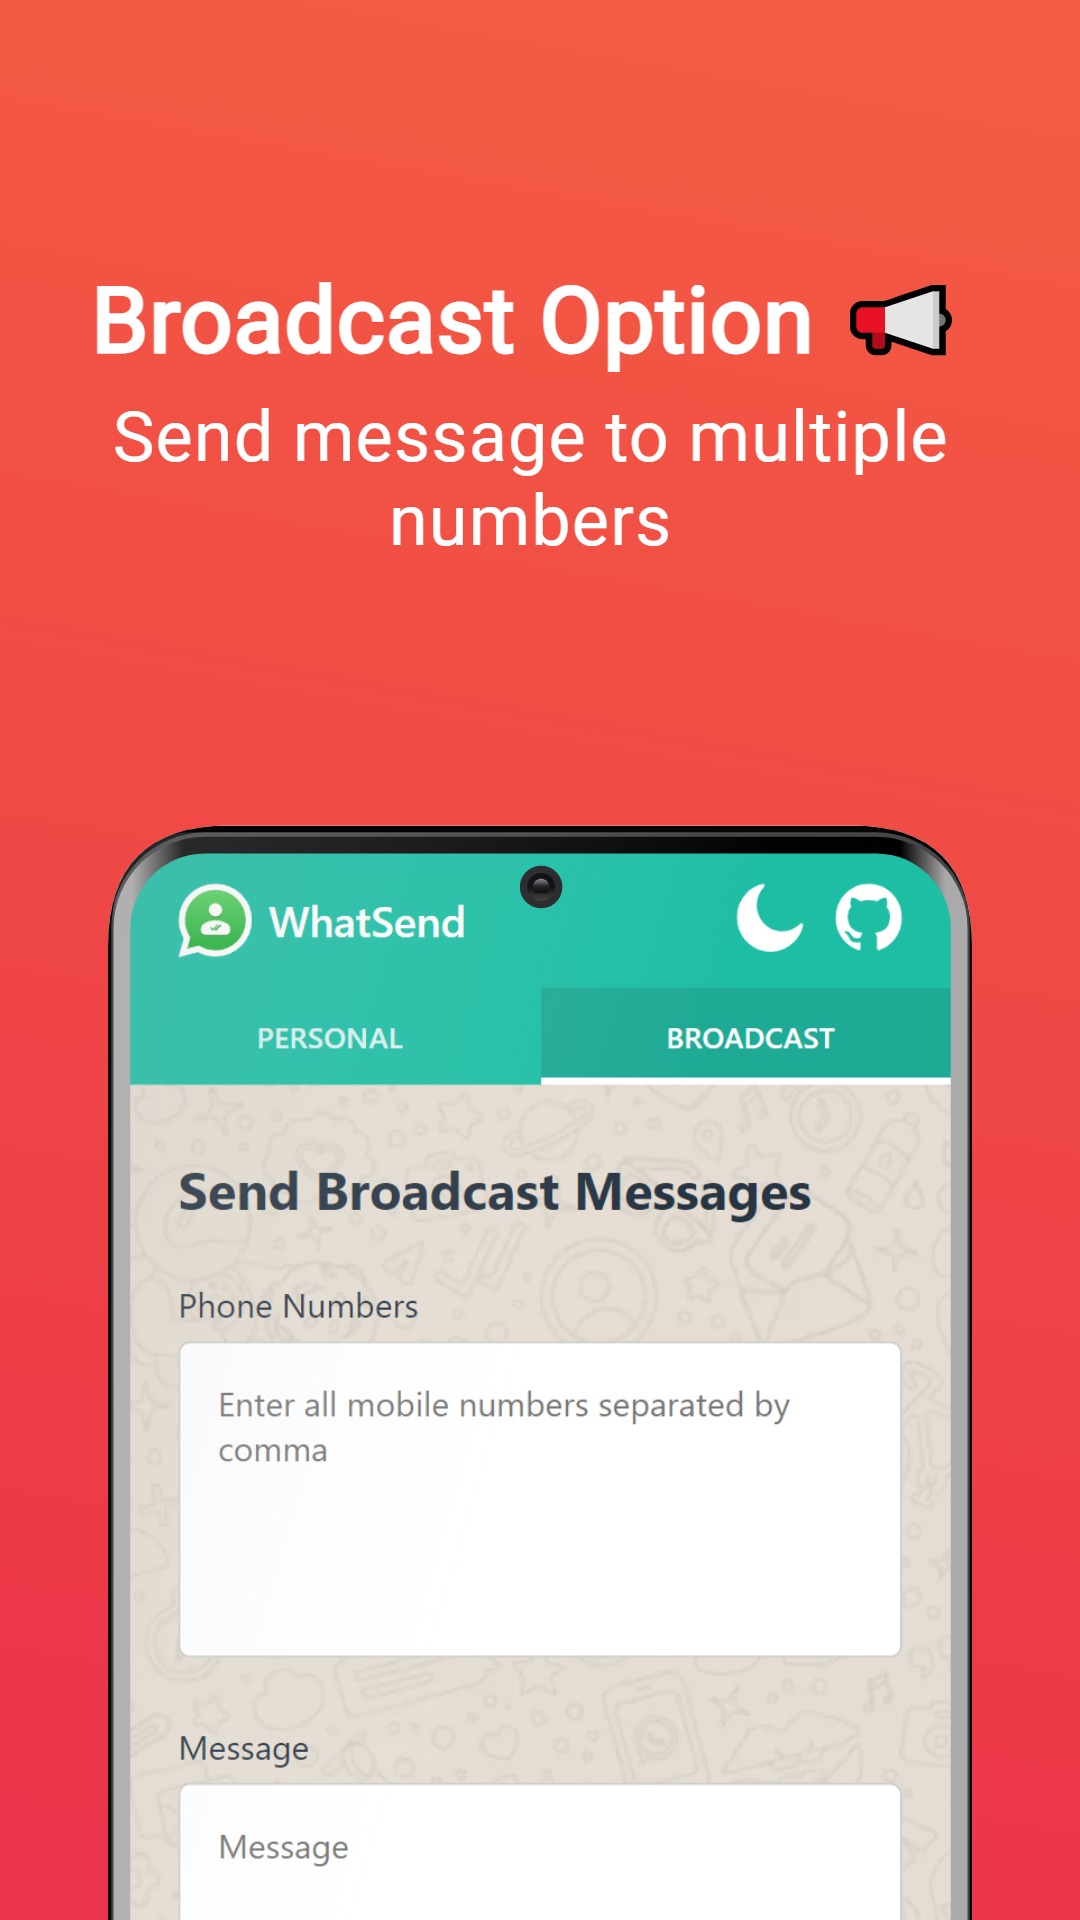 Broadcast Option
Send message to multiple
numbers
WhatSend
PERSONAL
BROADCAST
Send Broadcast Messages
Phone Numbers
Enter all mobile numbers separated by
comma
Message
Message